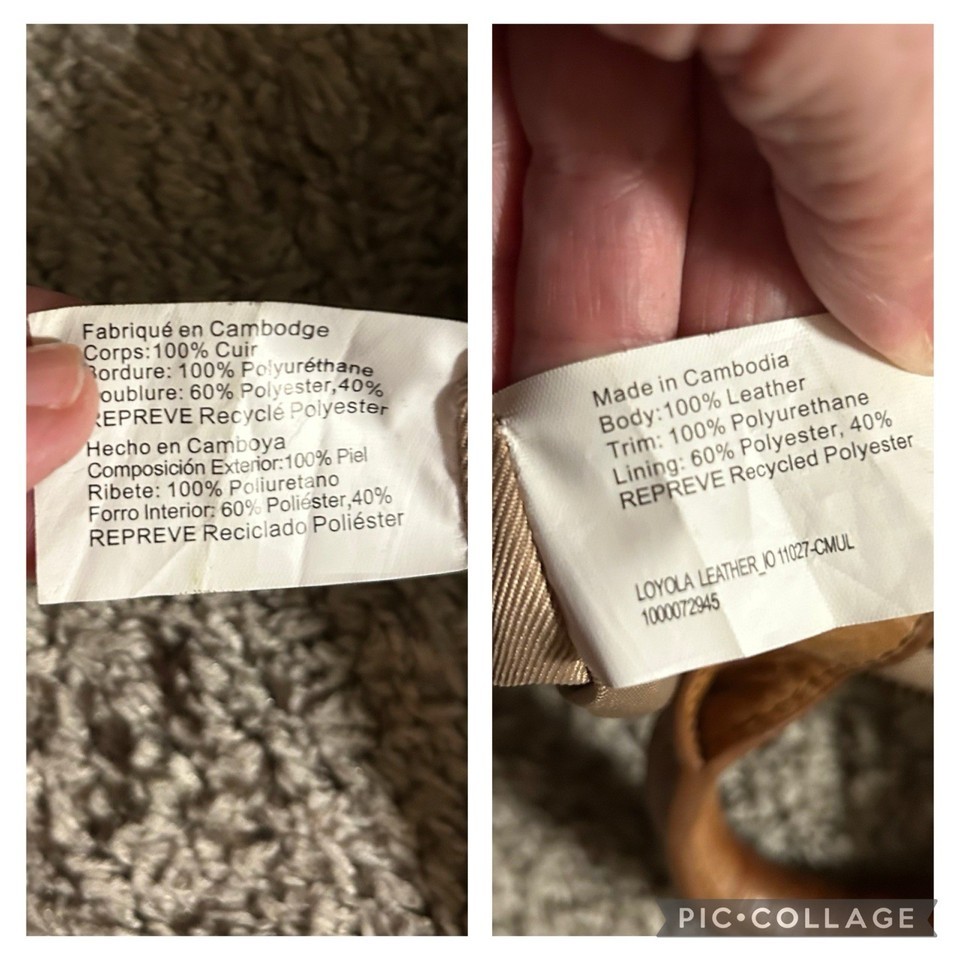 Fabriqué en Cambodge
Corps:100% Cuir
Bordure: 100% Polyuréthane
Doublure: 60% Polyester,40%
REPREVE Recyclé Polyester
Hecho en Camboya
Composición Exterior:100% Piel
Ribete: 100% Poliuretano
Forro Interior: 60% Poliéster,40%
REPREVE Reciclado Poliéster
Made in Cambodia
Body:100% Leather
Trim: 100% Polyurethane
Lining: 60% Polyester, 40%
REPREVE Recycled Polyester
LOYOLA LEATHER_IO 11027-CMUL
1000072945
PIC•COLLAGE